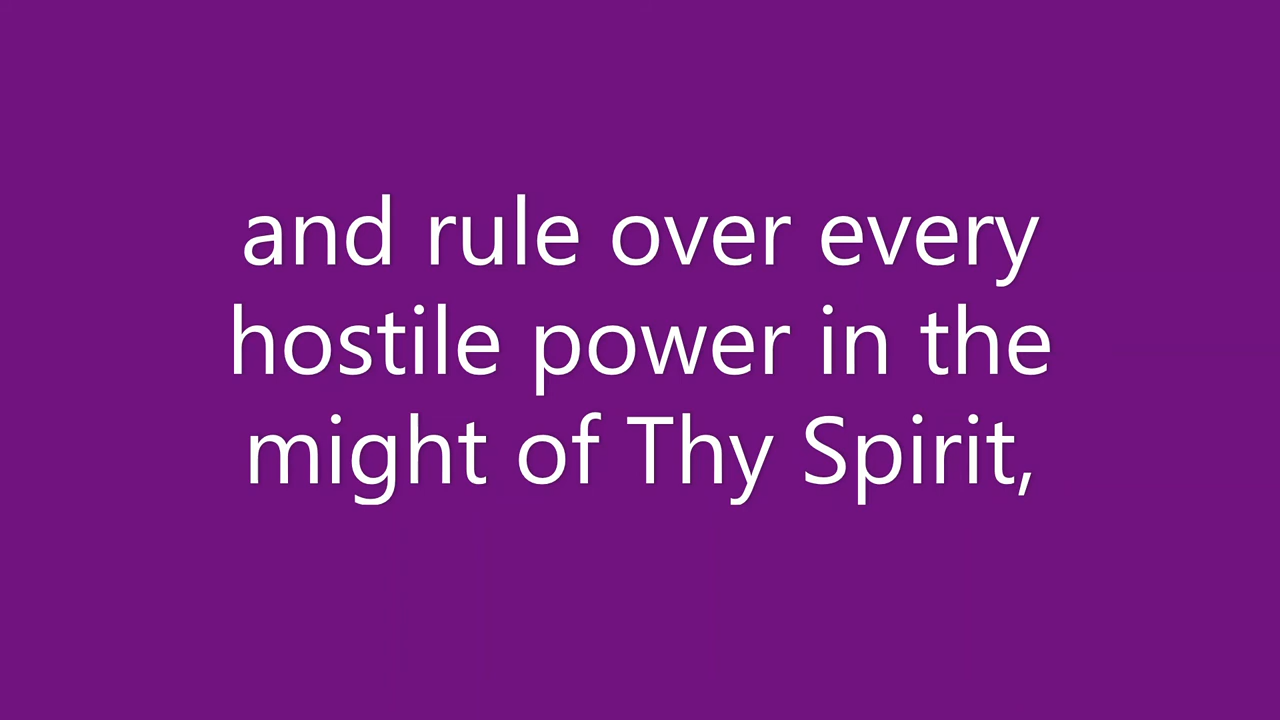 and rule over every
hostile power in the
might of Thy Spirit,